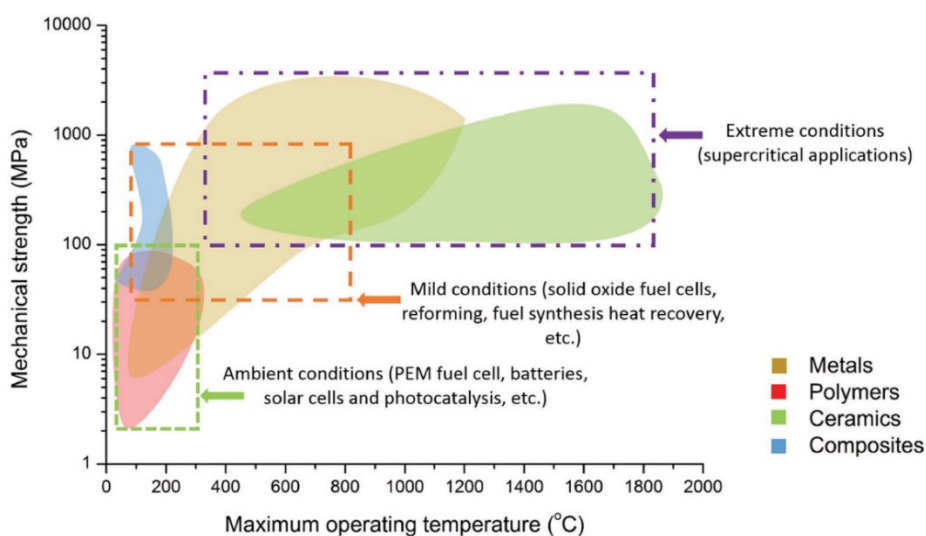 10000
1000
100
10
1
Mechanical strength (MPa)
0
200
400
600
800
1000
1200
1400
1600
1800
2000
Maximum operating temperature (°C)
Extreme conditions
(supercritical applications)
Mild conditions (solid oxide fuel cells,
reforming, fuel synthesis heat recovery,
etc.)
Ambient conditions (PEM fuel cell, batteries,
solar cells and photocatalysis, etc.)
Metals
Polymers
Ceramics
Composites